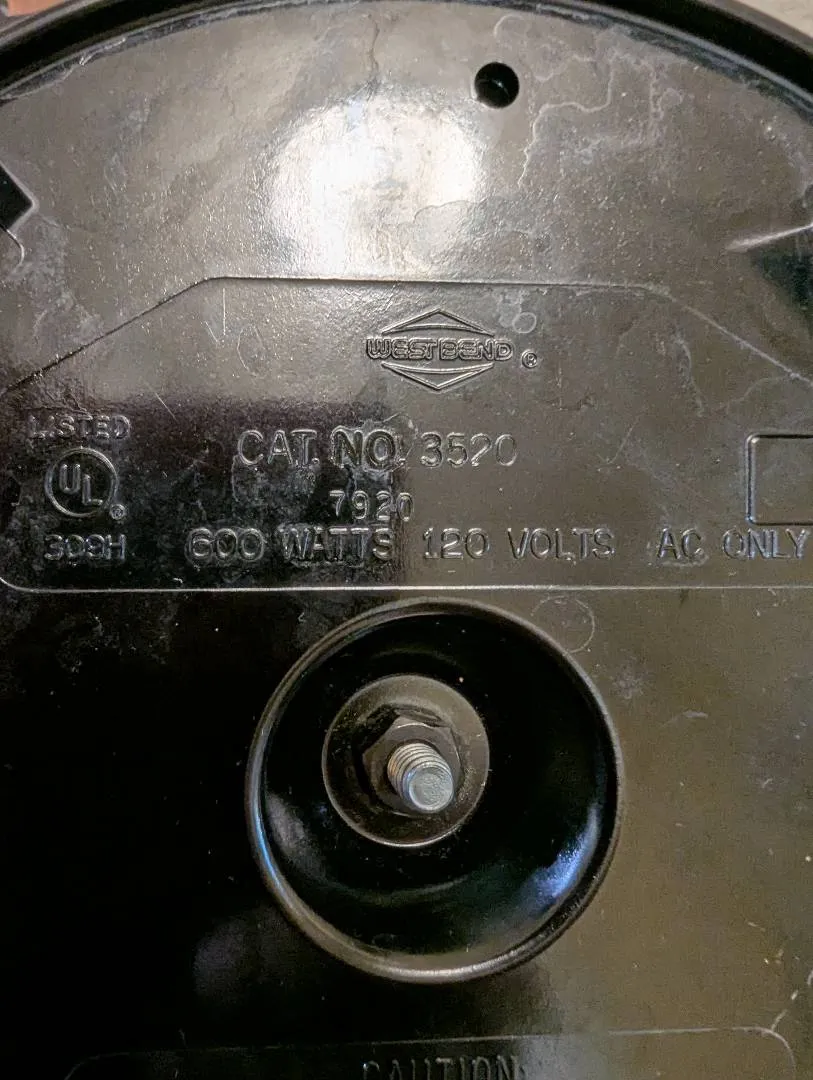 WEST BEND ®
LISTED
UL ®
309H
CAT. NO. 3520
7920
600 WATTS 120 VOLTS AC ONLY
CAUTION